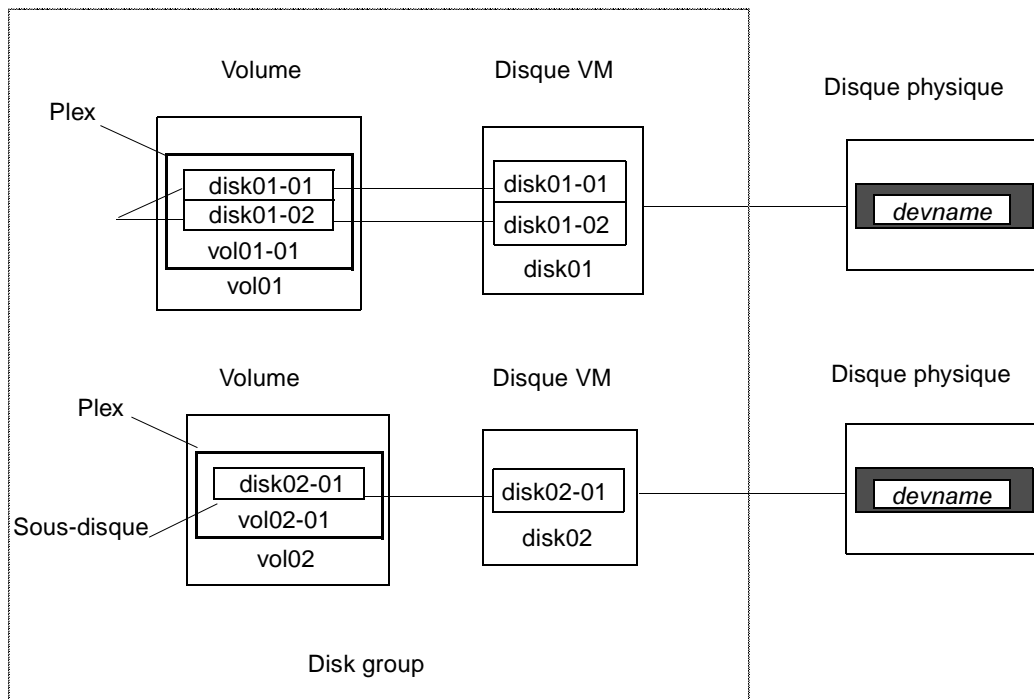 Volume
Disque VM
Disque physique
Plex
disk01-01
disk01-02
vol01-01
vol01
disk01-01
disk01-02
disk01
devname
Volume
Disque VM
Disque physique
Plex
disk02-01
vol02-01
vol02
Sous-disque
disk02-01
disk02
devname
Disk group